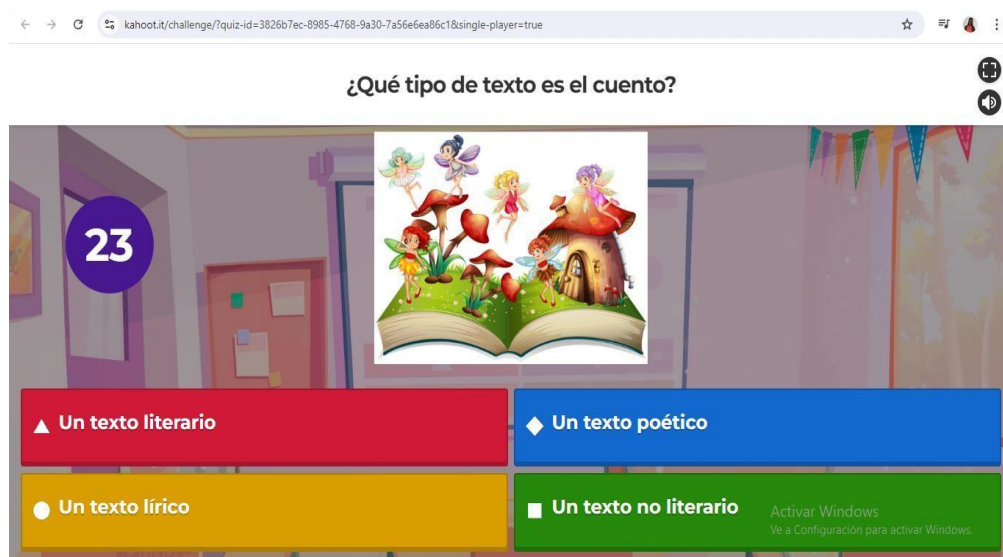 kahoot.it/challenge/?quiz-id=3826b7ec-8985-4768-9a30-7a56e6ea86c1&single-player=true
¿Qué tipo de texto es el cuento?
23
Un texto literario
Un texto poético
Un texto lírico
Un texto no literario
Activar Windows
Ve a Configuración para activar Windows.